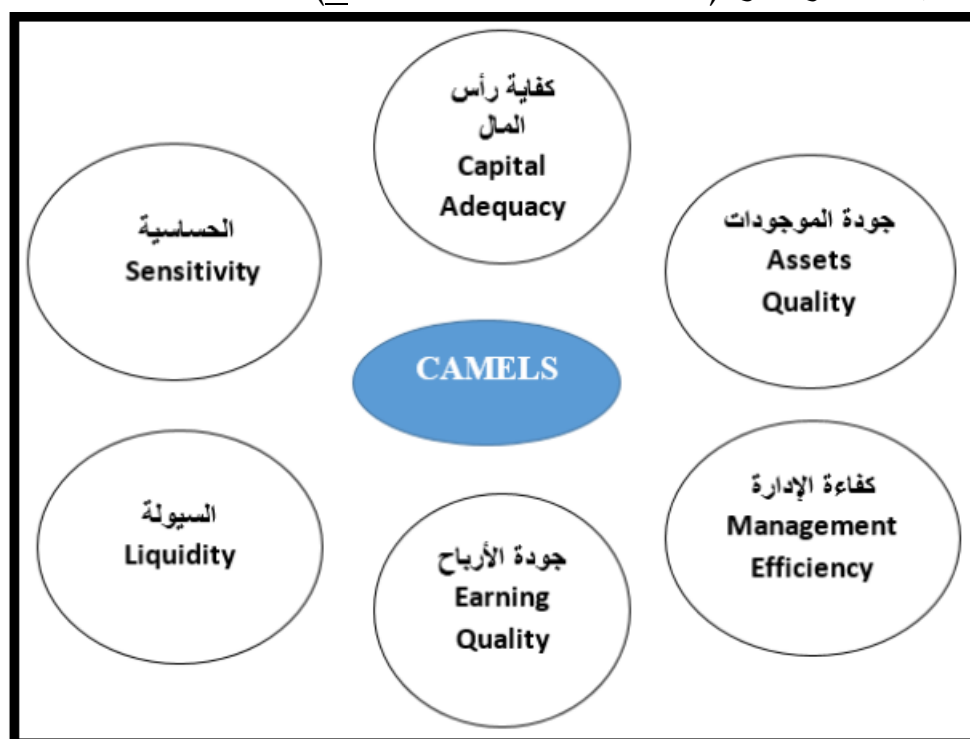 كفاية رأس
المال
Capital
Adequacy
جودة الموجودات
Assets
Quality
كفاءة الإدارة
Management
Efficiency
جودة الأرباح
Earning
Quality
السيولة
Liquidity
الحساسية
Sensitivity
CAMELS